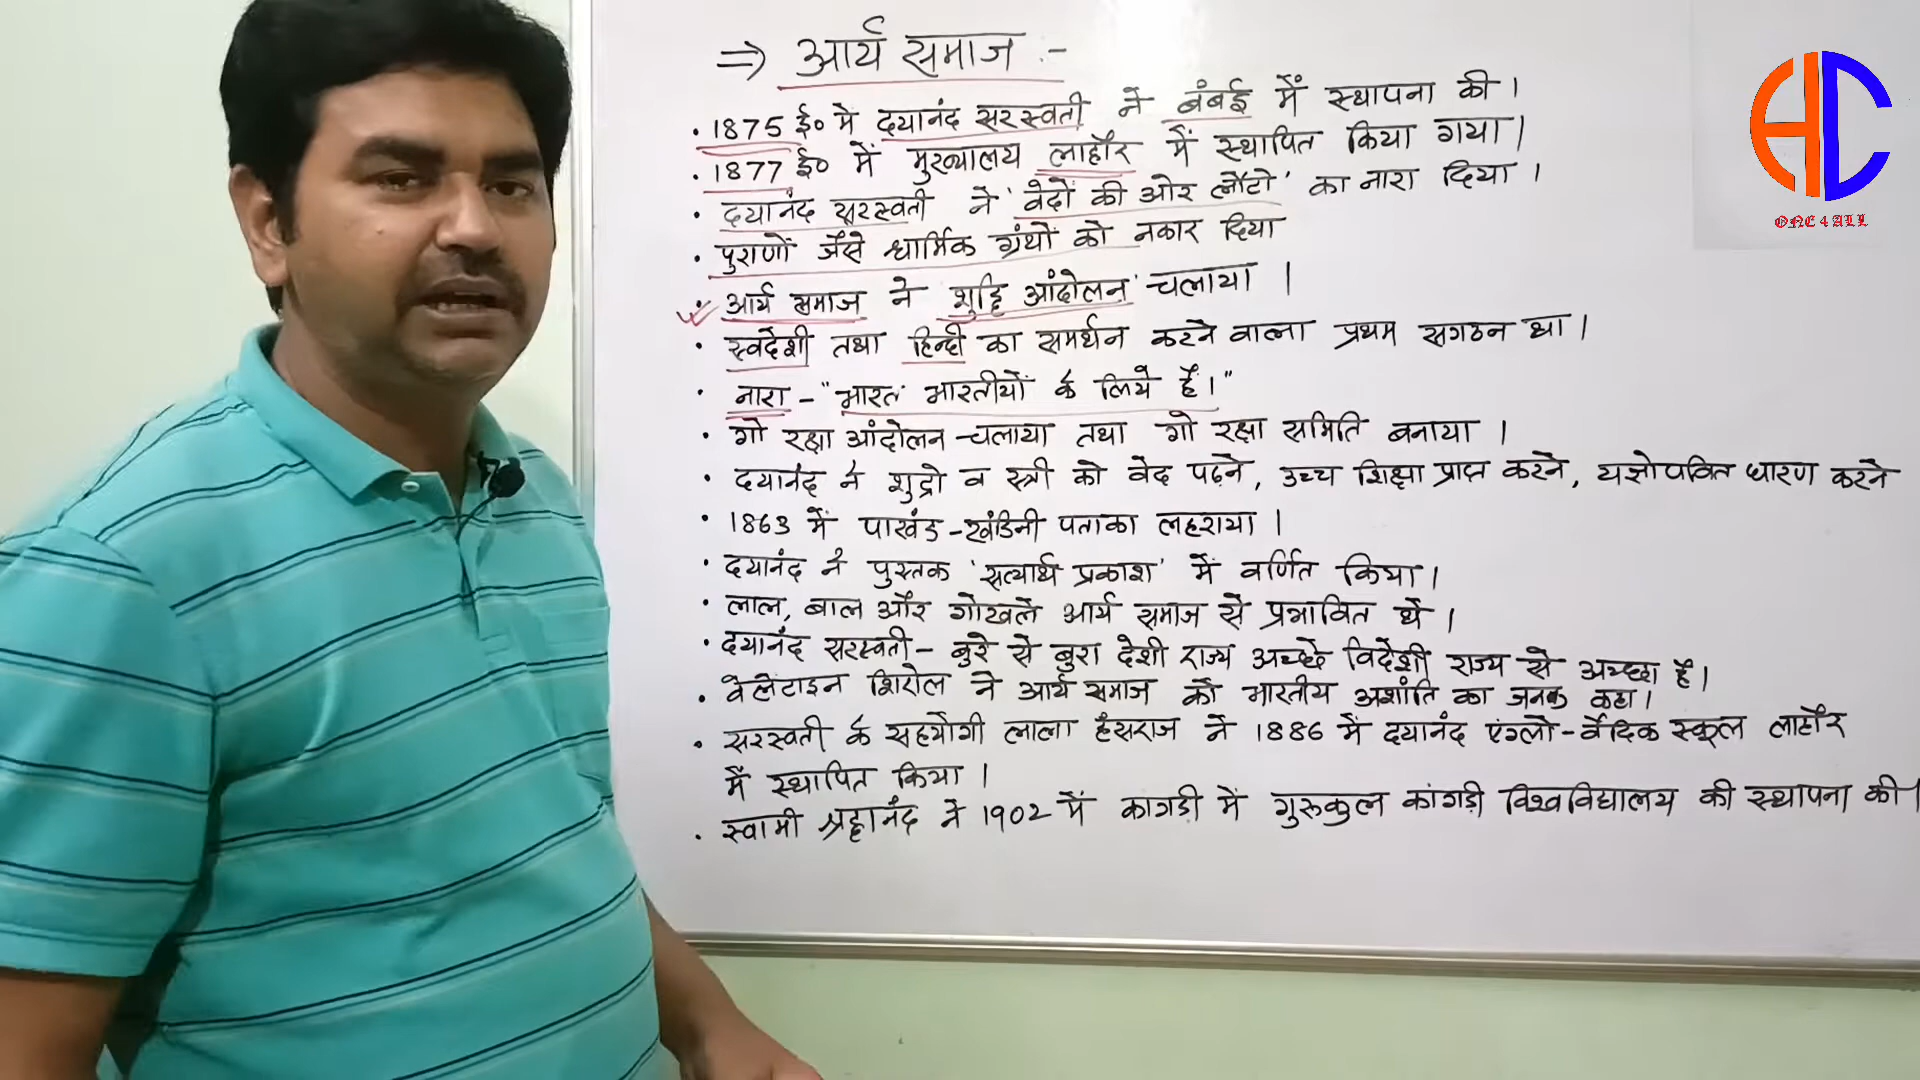 ⇒ आर्य समाज :-
• 1875 ई० में दयानंद सरस्वती ने बंबई में स्थापना की।
• 1877 ई० में मुख्यालय लाहौर में स्थापित किया गया।
• दयानंद सरस्वती ने 'वेदों की ओर लौटो' का नारा दिया।
• पुराणों जैसे धार्मिक ग्रंथों को नकार दिया
• आर्य समाज ने शुद्धि आंदोलन चलाया।
• स्वदेशी तथा हिन्दी का समर्थन करने वाला प्रथम सगठन था।
• नारा - "भारत भारतीयों के लिये है।"
• गो रक्षा आंदोलन चलाया तथा गो रक्षा समिति बनाया।
• दयानंद ने शुद्रो व स्त्री को वेद पढ़ने, उच्च शिक्षा प्राप्त करने, यज्ञोपवित धारण करने
• 1863 में पाखंड-खंडिनी पताका लहराया।
• दयानंद ने पुस्तक 'सत्यार्थ प्रकाश' में वर्णित किया।
• लाल, बाल और गोखले आर्य समाज से प्रभावित थे।
• दयानंद सरस्वती - बुरे से बुरा देशी राज्य अच्छे विदेशी राज्य से अच्छा है।
• वेलेंटाइन शिरोल ने आर्य समाज को भारतीय अशांति का जनक कहा।
• सरस्वती के सहयोगी लाला हंसराज ने 1886 में दयानंद एंग्लो-वैदिक स्कूल लाहौर
में स्थापित किया।
• स्वामी श्रद्धानंद ने 1902 में कागडी में गुरूकुल कांगड़ी विश्वविद्यालय की स्थापना की।
ONE 4 ALL